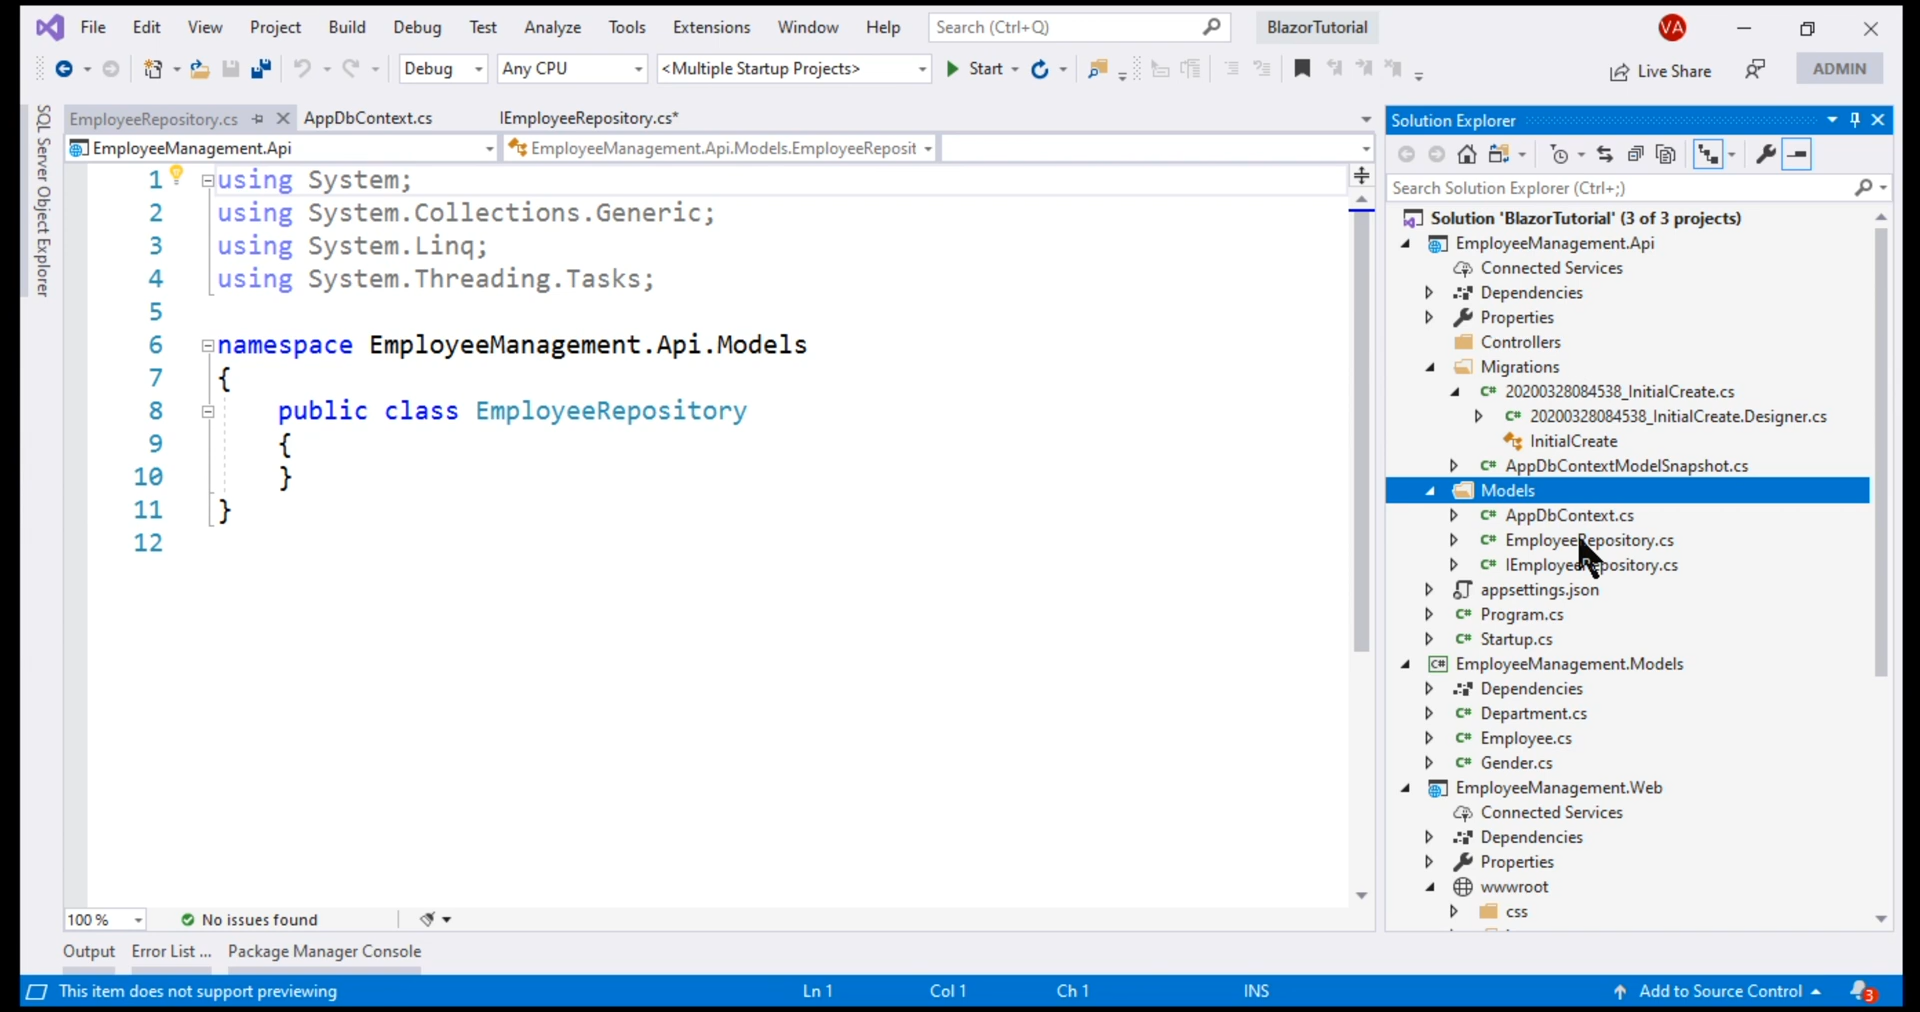 File Edit View Project Build Debug Test Analyze Tools Extensions Window Help Search (Ctrl+Q) BlazorTutorial VA
Debug Any CPU <Multiple Startup Projects> Start Live Share ADMIN
SQL Server Object Explorer
EmployeeRepository.cs AppDbContext.cs IEmployeeRepository.cs*
EmployeeManagement.Api EmployeeManagement.Api.Models.EmployeeReposit
1 using System;
2 using System.Collections.Generic;
3 using System.Linq;
4 using System.Threading.Tasks;
5
6 namespace EmployeeManagement.Api.Models
7 {
8 public class EmployeeRepository
9 {
10 }
11 }
12
100 % No issues found
Output Error List ... Package Manager Console
Solution Explorer
Search Solution Explorer (Ctrl+;)
Solution 'BlazorTutorial' (3 of 3 projects)
EmployeeManagement.Api
Connected Services
Dependencies
Properties
Controllers
Migrations
C# 20200328084538_InitialCreate.cs
C# 20200328084538_InitialCreate.Designer.cs
InitialCreate
C# AppDbContextModelSnapshot.cs
Models
C# AppDbContext.cs
C# EmployeeRepository.cs
C# IEmployeeRepository.cs
appsettings.json
C# Program.cs
C# Startup.cs
C# EmployeeManagement.Models
Dependencies
C# Department.cs
C# Employee.cs
C# Gender.cs
EmployeeManagement.Web
Connected Services
Dependencies
Properties
wwwroot
css
This item does not support previewing Ln 1 Col 1 Ch 1 INS Add to Source Control 3